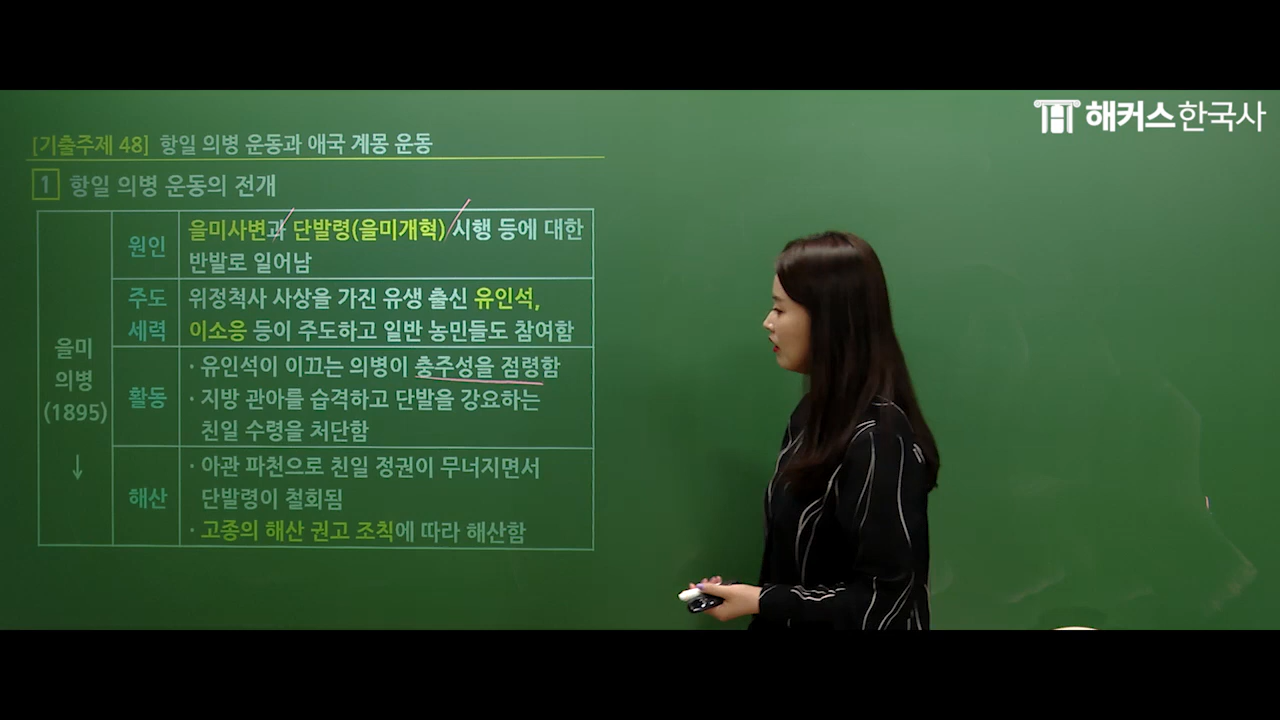 해커스한국사
[기출주제 48] 항일 의병 운동과 애국 계몽 운동
1 항일 의병 운동의 전개
을미
의병
(1895)
↓
원인
을미사변과 단발령(을미개혁) 시행 등에 대한
반발로 일어남
주도
세력
위정척사 사상을 가진 유생 출신 유인석,
이소응 등이 주도하고 일반 농민들도 참여함
활동
· 유인석이 이끄는 의병이 충주성을 점령함
· 지방 관아를 습격하고 단발을 강요하는
친일 수령을 처단함
해산
· 아관 파천으로 친일 정권이 무너지면서
단발령이 철회됨
· 고종의 해산 권고 조칙에 따라 해산함